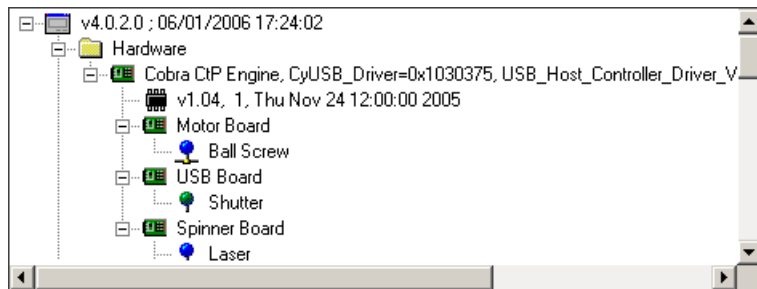 v4.0.2.0 ; 06/01/2006 17:24:02
Hardware
Cobra CtP Engine, CyUSB_Driver=0x1030375, USB_Host_Controller_Driver_V
v1.04, 1, Thu Nov 24 12:00:00 2005
Motor Board
Ball Screw
USB Board
Shutter
Spinner Board
Laser